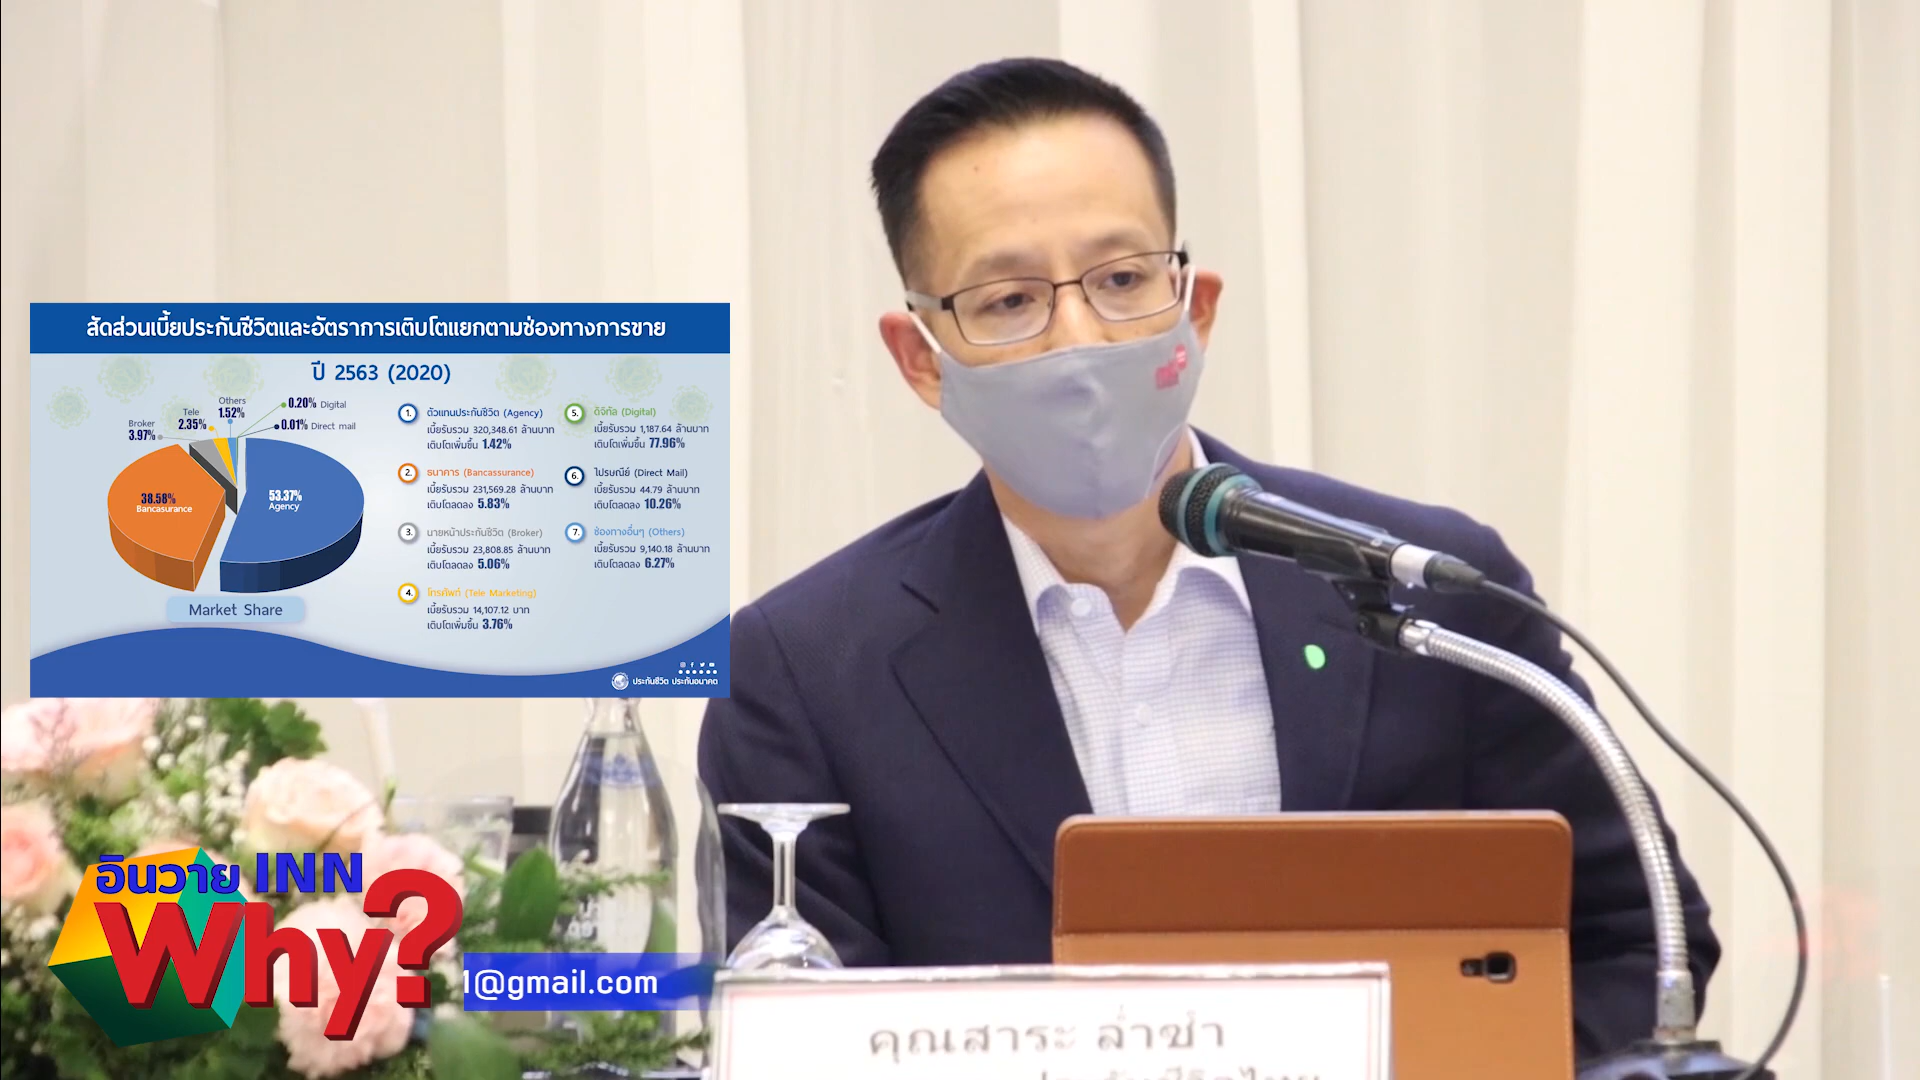 สัดส่วนเบี้ยประกันชีวิตและอัตราการเติบโตแยกตามช่องทางการขาย
ปี 2563 (2020)
Others
1.52%
0.20% Digital
Tele
2.35%
0.01% Direct mail
Broker
3.97%
38.58%
Bancasurance
53.37%
Agency
Market Share
1. ตัวแทนประกันชีวิต (Agency)
เบี้ยรับรวม 320,348.61 ล้านบาท
เติบโตเพิ่มขึ้น 1.42%
2. ธนาคาร (Bancassurance)
เบี้ยรับรวม 231,569.28 ล้านบาท
เติบโตลดลง 5.83%
3. นายหน้าประกันชีวิต (Broker)
เบี้ยรับรวม 23,808.85 ล้านบาท
เติบโตลดลง 5.06%
4. โทรศัพท์ (Tele Marketing)
เบี้ยรับรวม 14,107.12 บาท
เติบโตเพิ่มขึ้น 3.76%
5. ดิจิทัล (Digital)
เบี้ยรับรวม 1,187.64 ล้านบาท
เติบโตเพิ่มขึ้น 77.96%
6. ไปรษณีย์ (Direct Mail)
เบี้ยรับรวม 44.79 ล้านบาท
เติบโตลดลง 10.26%
7. ช่องทางอื่นๆ (Others)
เบี้ยรับรวม 9,140.18 ล้านบาท
เติบโตลดลง 6.27%
ประกันชีวิต ประกันอนาคต
อินวาย INN
Why?
1@gmail.com
คุณสาระ ล่ำซำ